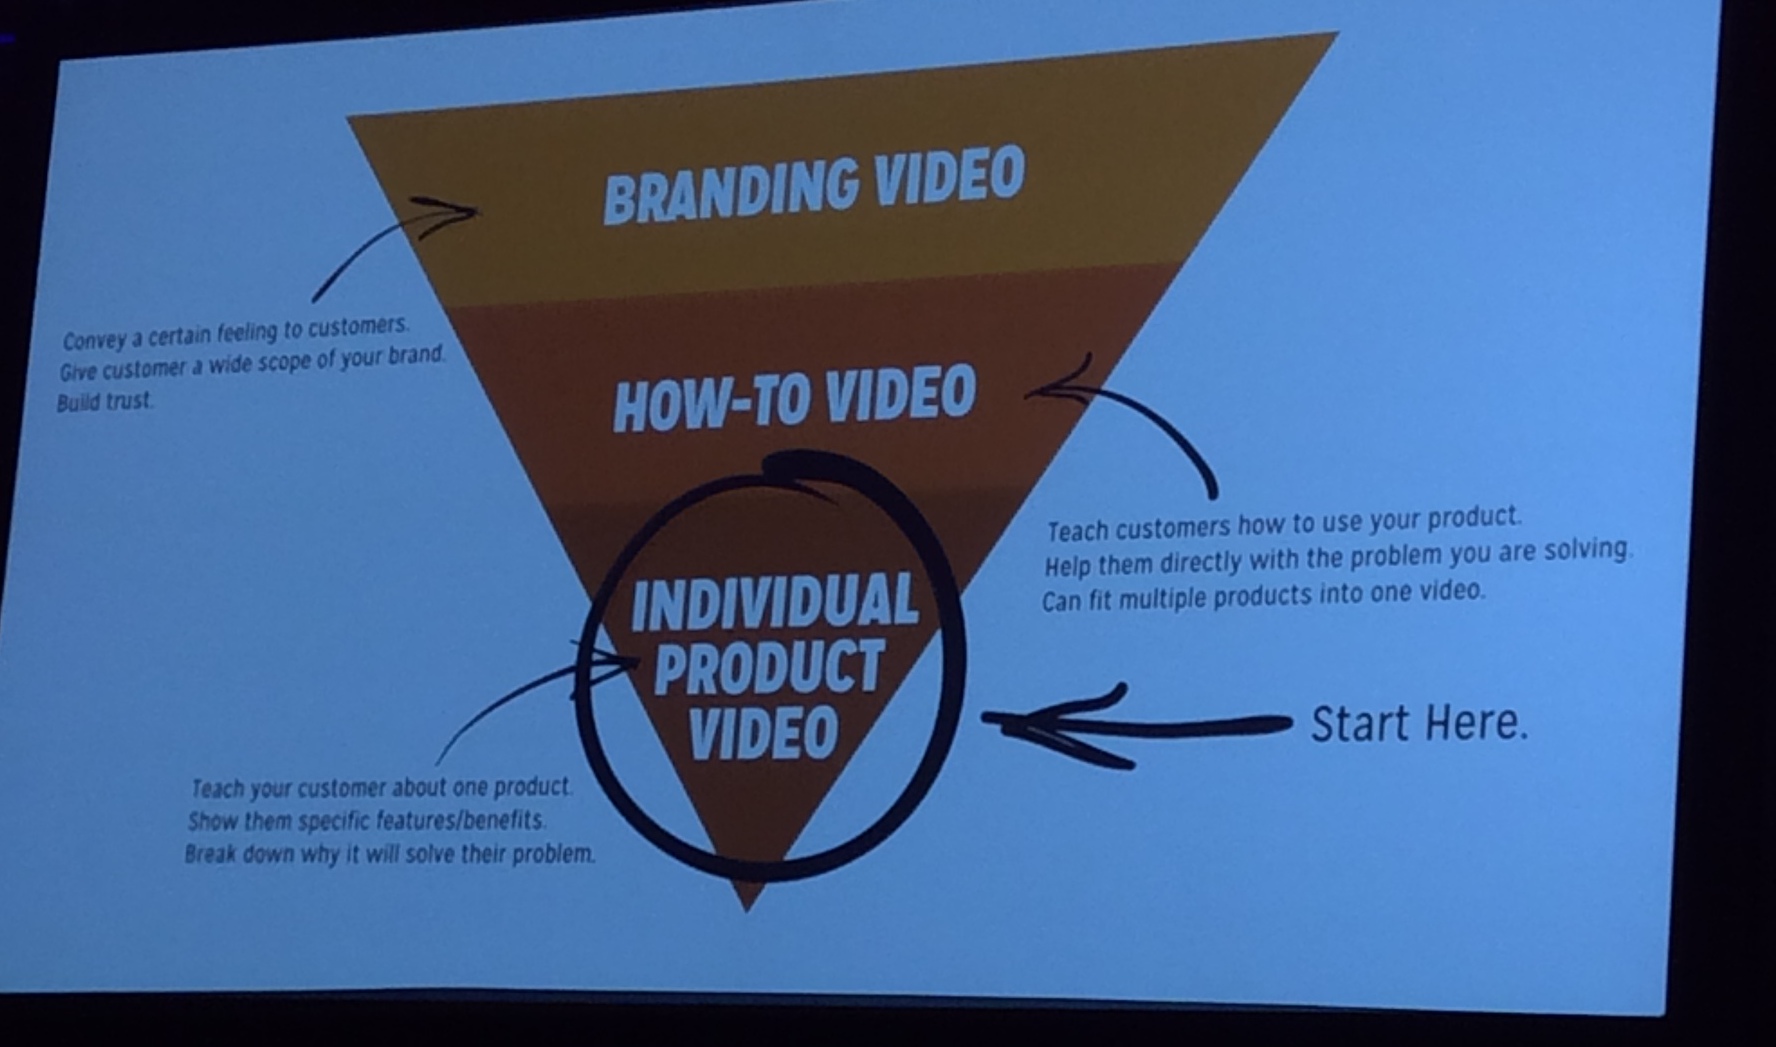 BRANDING VIDEO
Convey a certain feeling to customers.
Give customer a wide scope of your brand.
Build trust.
HOW-TO VIDEO
Teach customers how to use your product.
Help them directly with the problem you are solving.
Can fit multiple products into one video.
INDIVIDUAL
PRODUCT
VIDEO
Start Here.
Teach your customer about one product.
Show them specific features/benefits.
Break down why it will solve their problem.